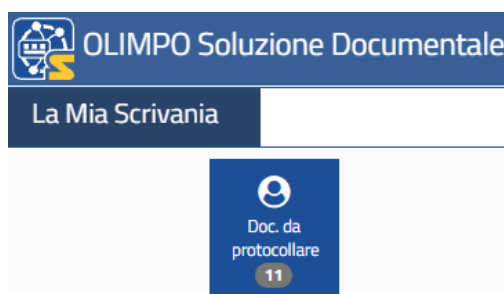 OLIMPO Soluzione Documentale
La Mia Scrivania
Doc. da
protocollare
11